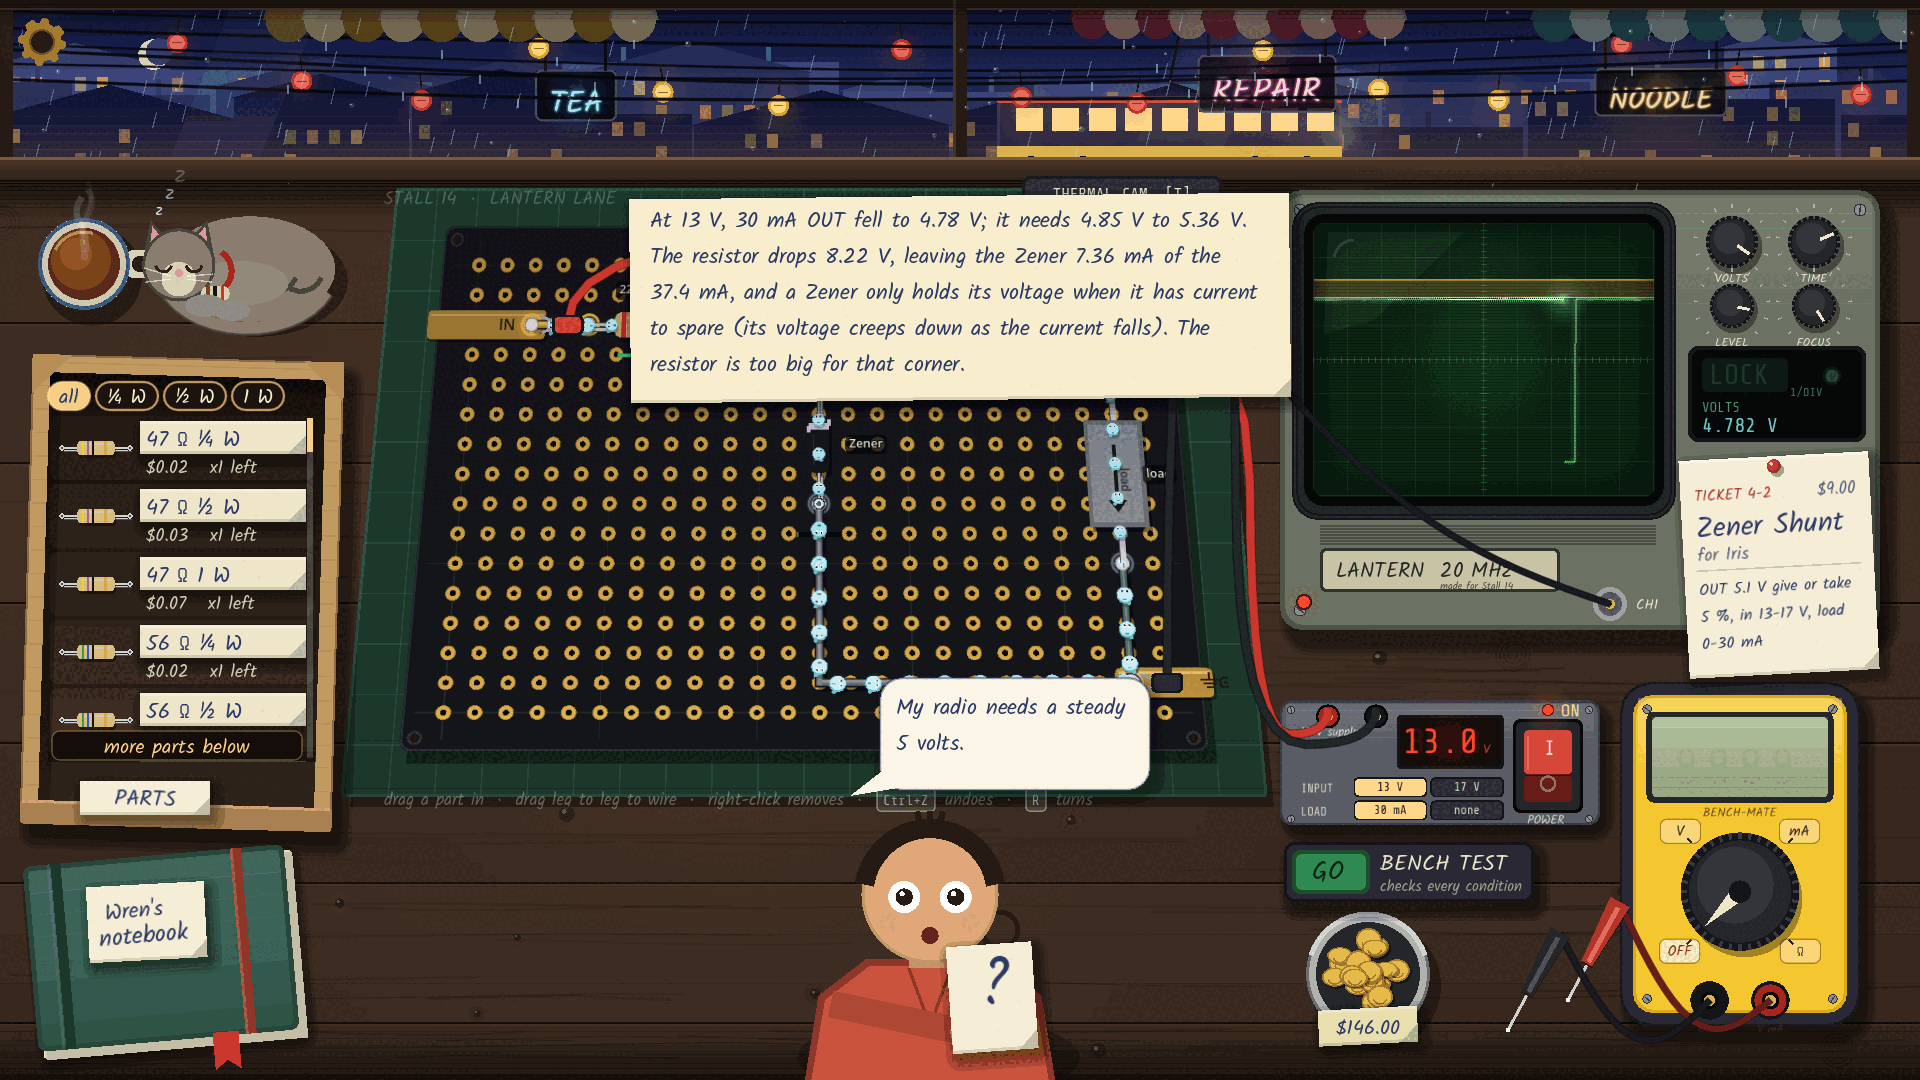 TEA
REPAIR
NOODLE
STALL 14 · LANTERN LANE
THERMAL CAM [T]
At 13 V, 30 mA OUT fell to 4.78 V; it needs 4.85 V to 5.36 V.
The resistor drops 8.22 V, leaving the Zener 7.36 mA of the
37.4 mA, and a Zener only holds its voltage when it has current
to spare (its voltage creeps down as the current falls). The
resistor is too big for that corner.
IN
Zener
load
G
VOLTS
TIME
LEVEL
FOCUS
LOCK
1/DIV
VOLTS
4.782 V
LANTERN 20 MHz
made for Stall 14
CH1
TICKET 4-2 $9.00
Zener Shunt
for Iris
OUT 5.1 V give or take
5 %, in 13-17 V, load
0-30 mA
all ¼ W ½ W 1 W
47 Ω ¼ W
$0.02 x1 left
47 Ω ½ W
$0.03 x1 left
47 Ω 1 W
$0.07 x1 left
56 Ω ¼ W
$0.02 x1 left
56 Ω ½ W
more parts below
PARTS
Wren's
notebook
My radio needs a steady
5 volts.
drag a part in · drag leg to leg to wire · right-click removes · Ctrl+Z undoes · R turns
?
supply
13.0 V
ON
I
INPUT 13 V 17 V
LOAD 30 mA none
POWER
GO
BENCH TEST
checks every condition
$146.00
BENCH-MATE
V
mA
OFF
Ω